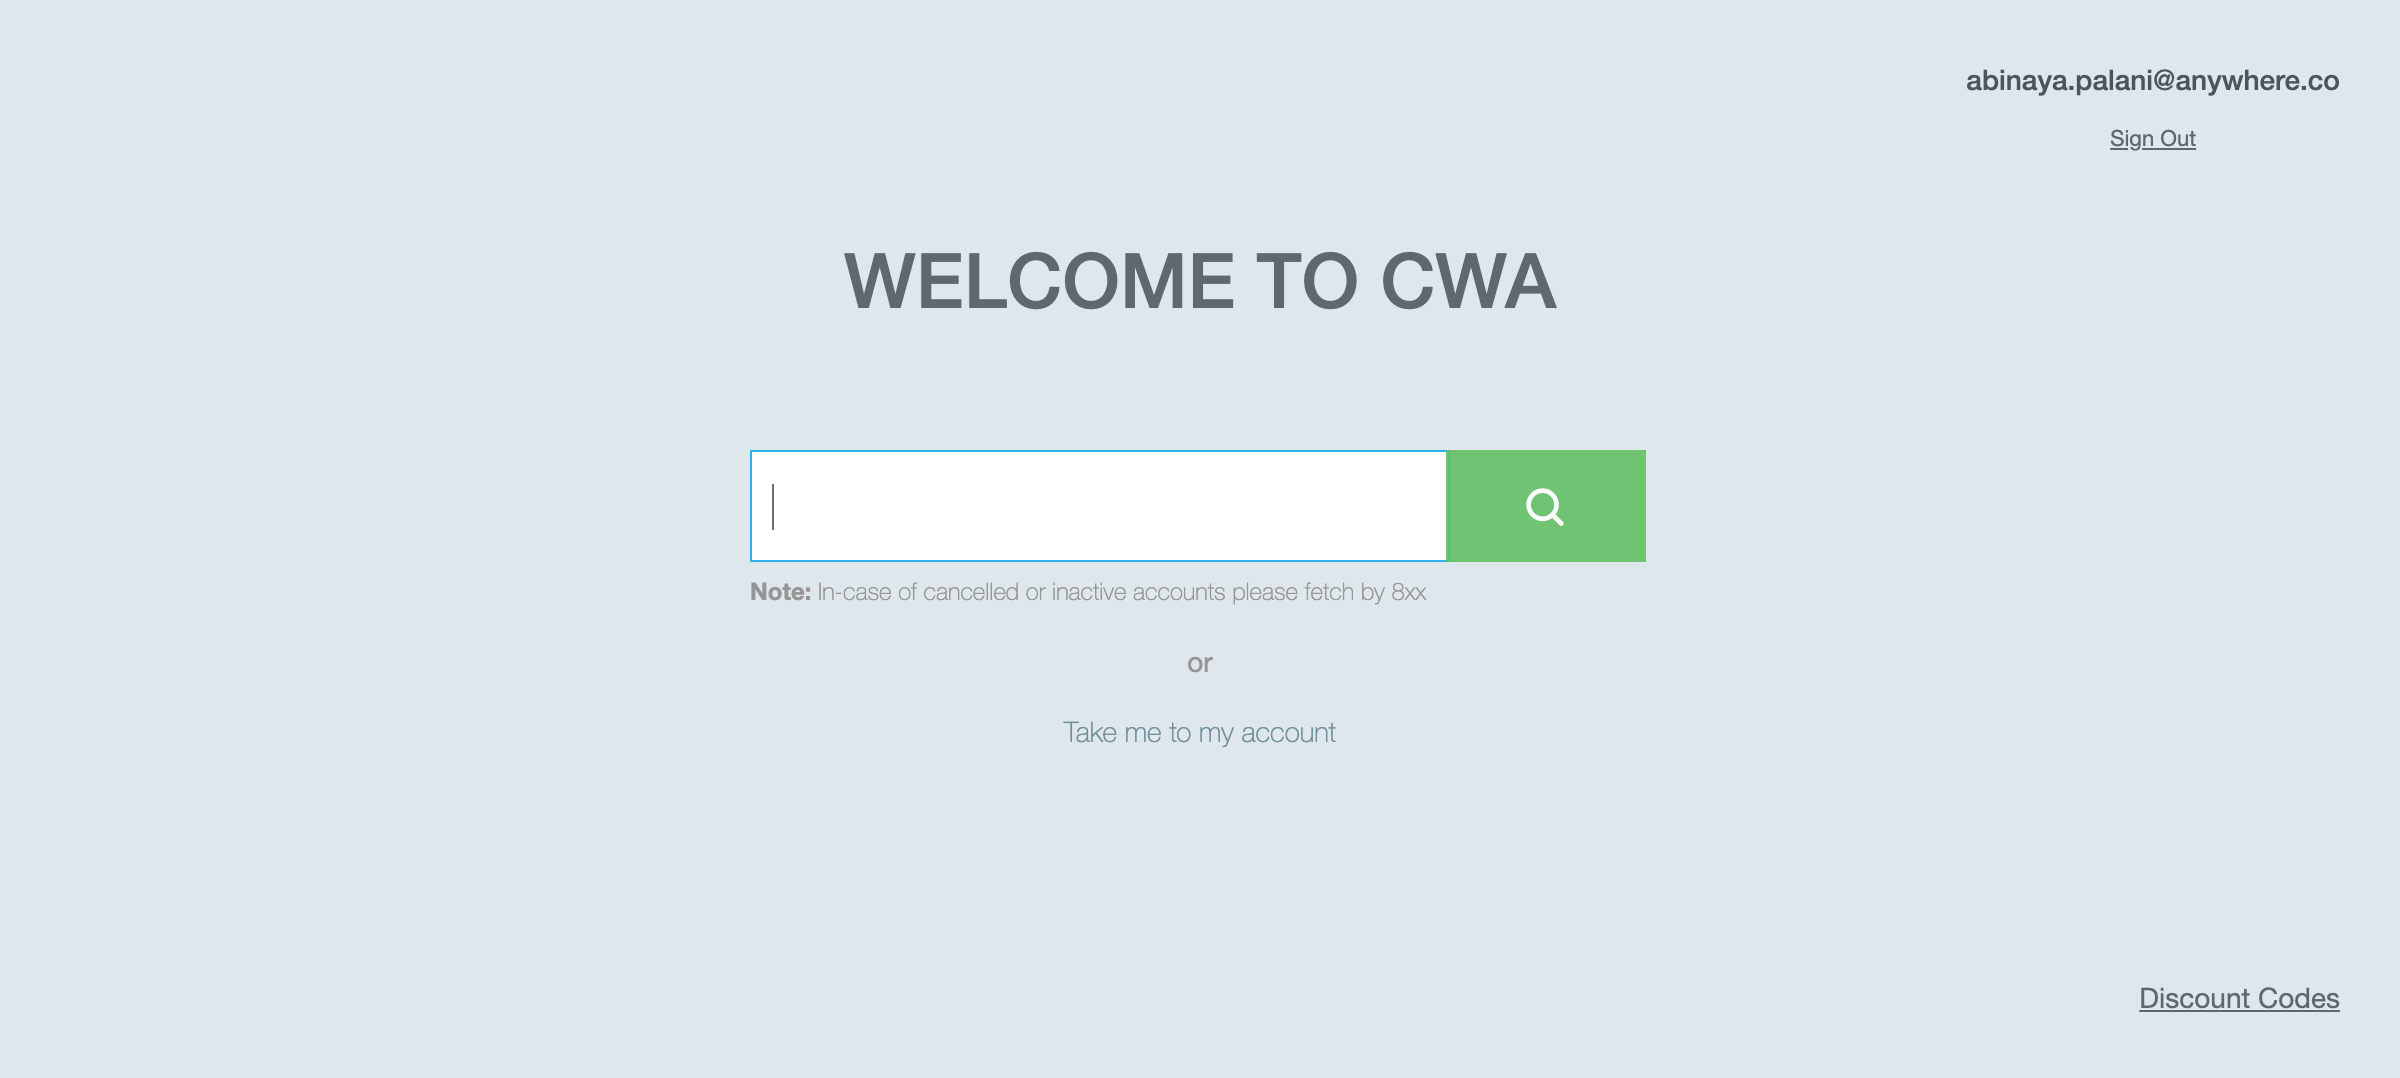 abinaya.palani@anywhere.co
Sign Out
WELCOME TO CWA
Note: In-case of cancelled or inactive accounts please fetch by 8xx
or
Take me to my account
Discount Codes